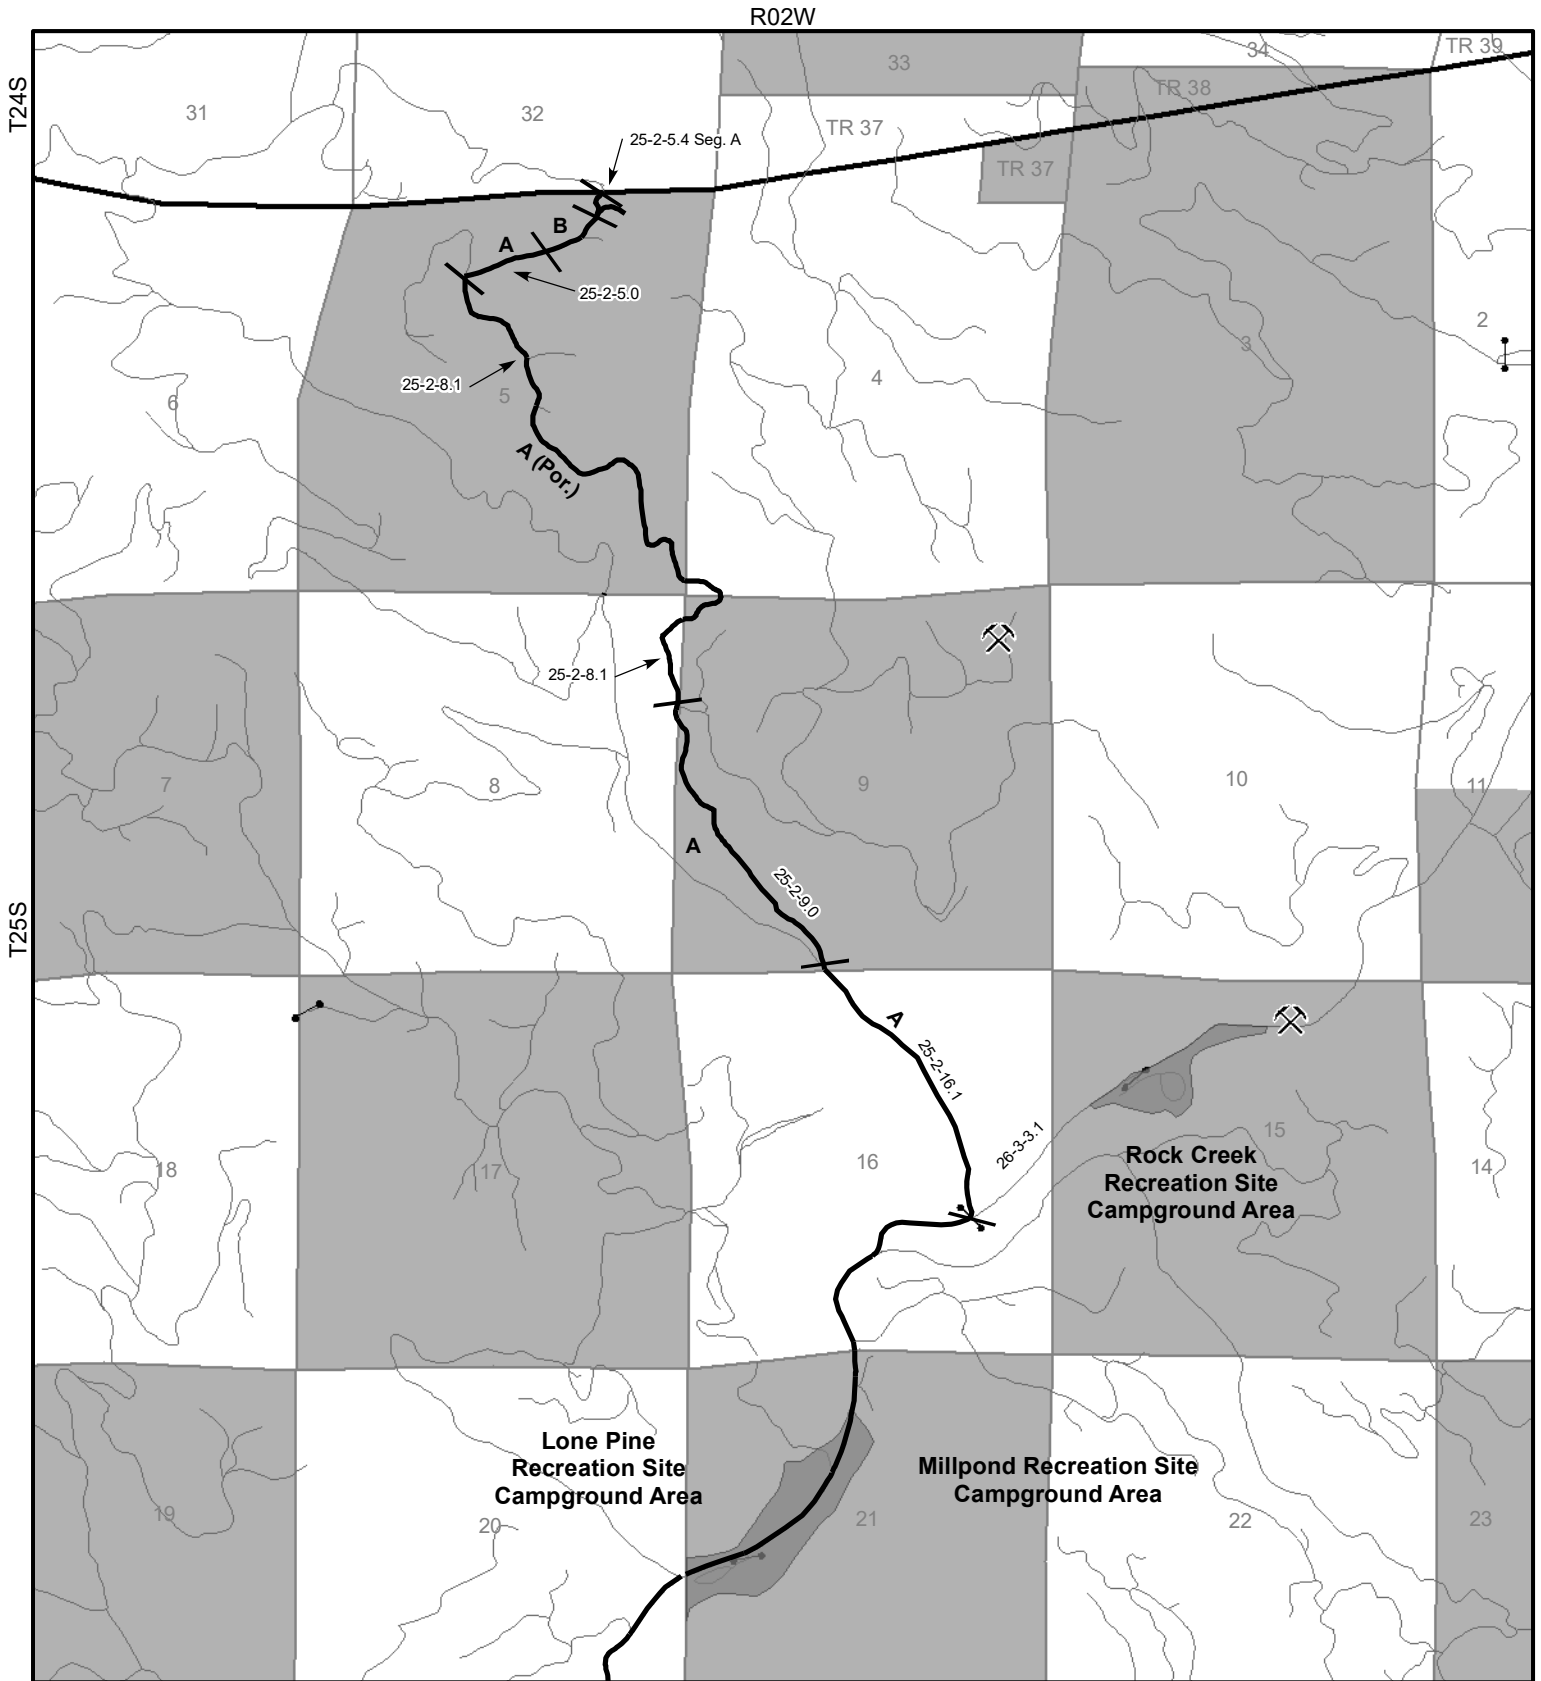 R02W
T24S
31
32
33
34
TR 39
TR 38
TR 37
TR 37
25-2-5.4 Seg. A
B
A
25-2-5.0
25-2-8.1
6
5
4
3
2
A (Por.)
25-2-8.1
7
8
9
10
11
A
25-2-9.0
T25S
A
25-2-16.1
26-3-3.1
18
17
16
15
14
Rock Creek
Recreation Site
Campground Area
Lone Pine
Recreation Site
Campground Area
Millpond Recreation Site
Campground Area
19
20
21
22
23